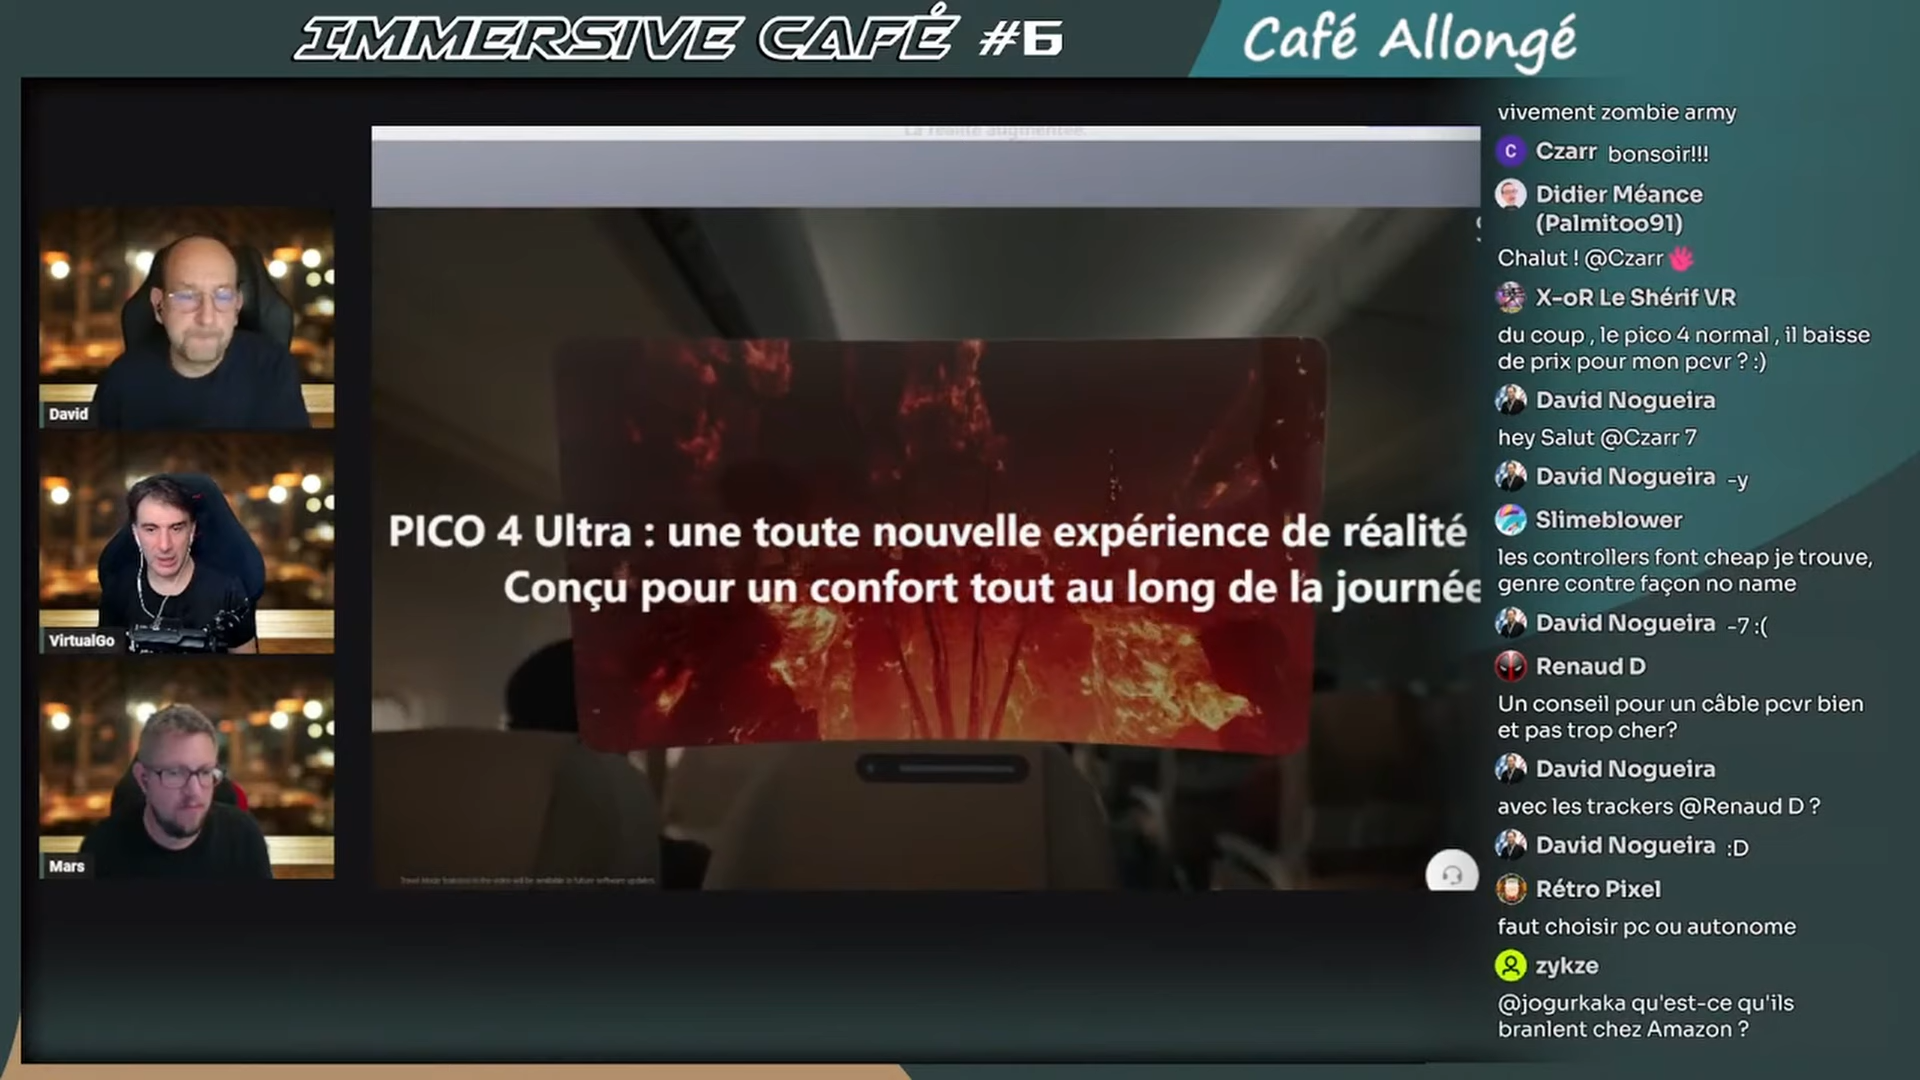 IMMERSIVE CAFÉ #6
Café Allongé
La réalité augmentée.
PICO 4 Ultra : une toute nouvelle expérience de réalité
Conçu pour un confort tout au long de la journée
David
VirtualGo
Mars
vivement zombie army
C Czarr bonsoir!!!
Didier Méance
(Palmitoo91)
Chalut ! @Czarr
X-oR Le Shérif VR
du coup , le pico 4 normal , il baisse
de prix pour mon pcvr ? :)
David Nogueira
hey Salut @Czarr 7
David Nogueira -y
Slimeblower
les controllers font cheap je trouve,
genre contre façon no name
David Nogueira -7 :(
Renaud D
Un conseil pour un câble pcvr bien
et pas trop cher?
David Nogueira
avec les trackers @Renaud D ?
David Nogueira :D
Rétro Pixel
faut choisir pc ou autonome
zykze
@jogurkaka qu'est-ce qu'ils
branlent chez Amazon ?